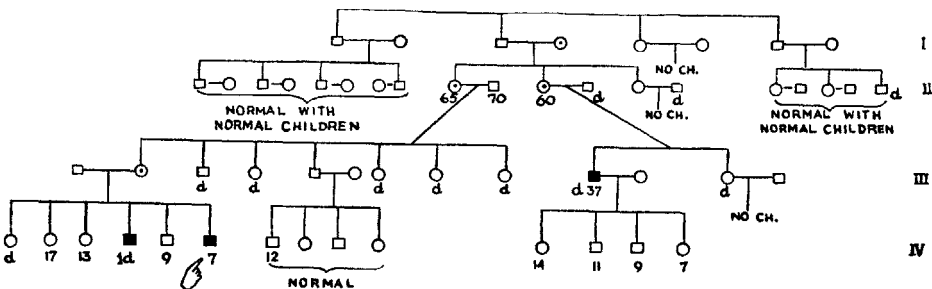 I
NO CH.
65 70 60 d d d II
NORMAL WITH
NORMAL CHILDREN
NO CH.
NORMAL WITH
NORMAL CHILDREN
d d d d d d 37 d III
NO CH.
d 17 13 1d 9 7 12 14 11 9 7 IV
NORMAL